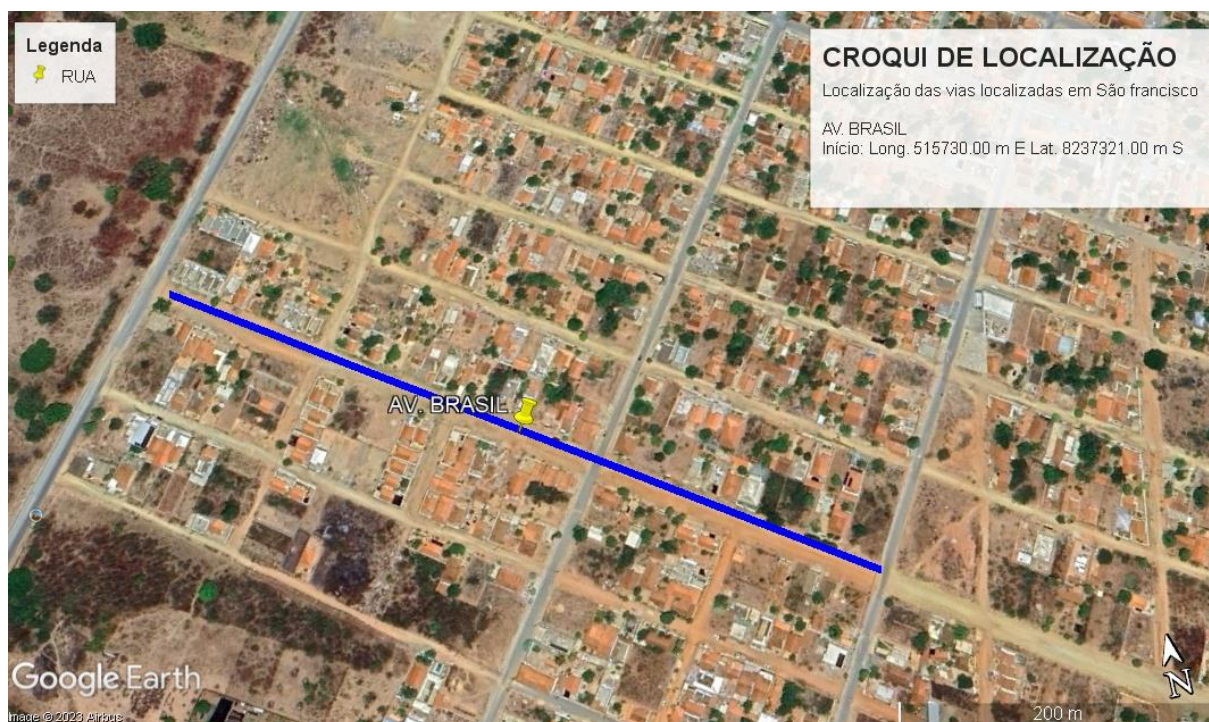 Legenda
RUA
CROQUI DE LOCALIZAÇÃO
Localização das vias localizadas em São francisco
AV. BRASIL
Início: Long. 515730.00 m E Lat. 8237321.00 m S
AV. BRASIL
Google Earth
Image © 2023 Airbus
200 m
N